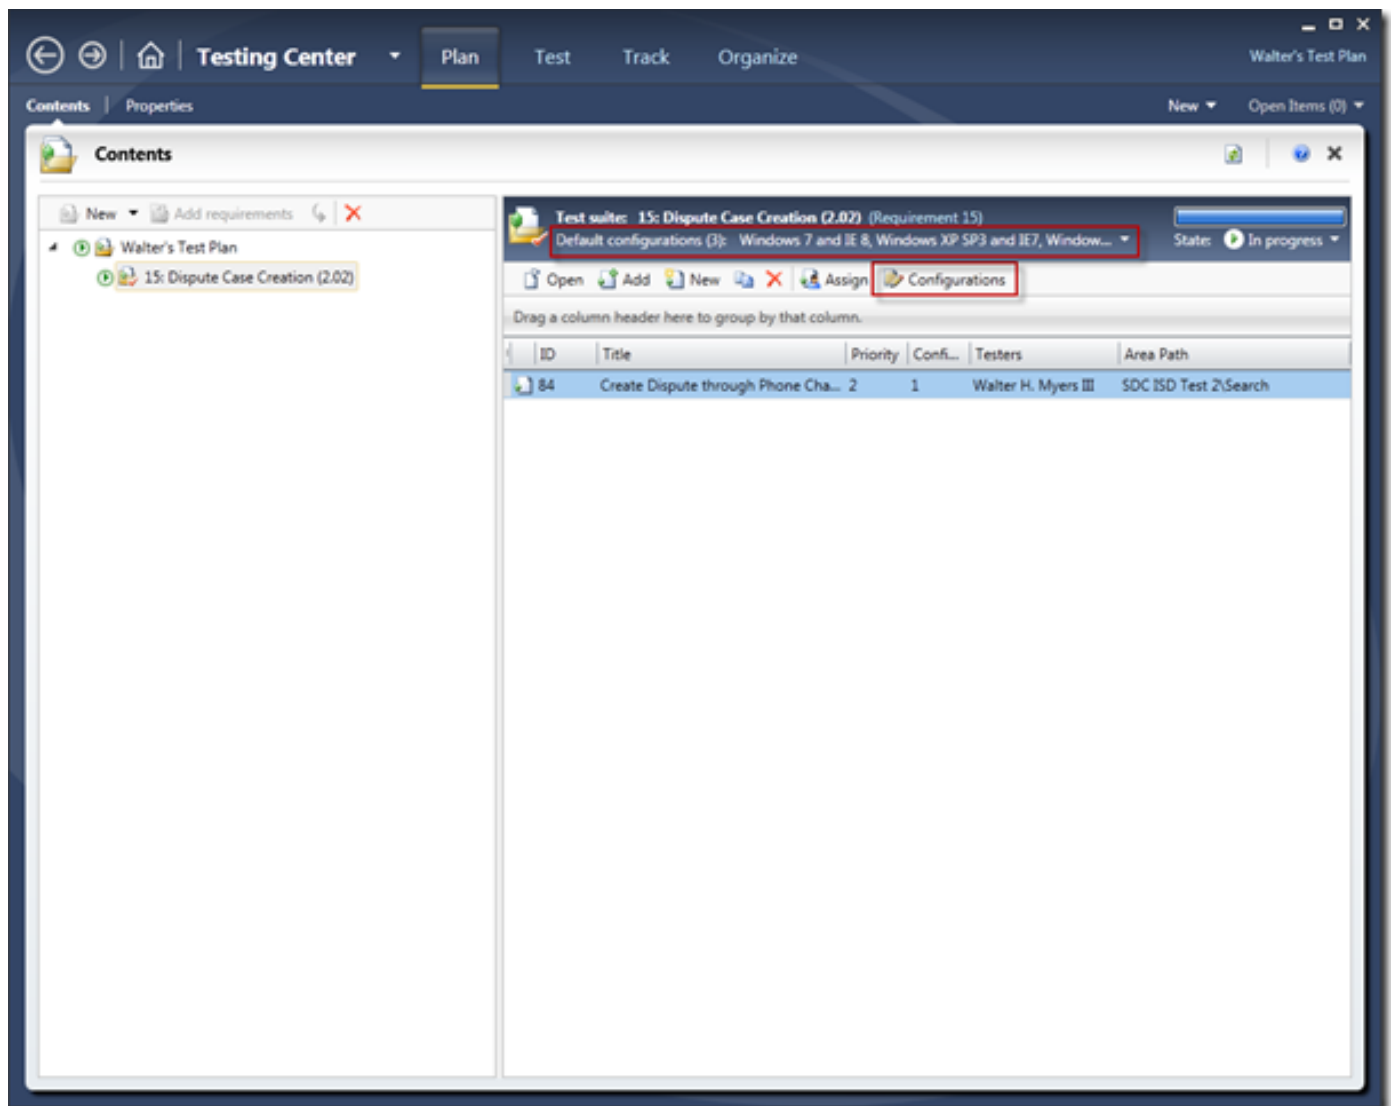 Testing Center Plan Test Track Organize Walter's Test Plan
Contents Properties New Open Items (0)
Contents
New Add requirements
Walter's Test Plan
15: Dispute Case Creation (2.02)
Test suite: 15: Dispute Case Creation (2.02) (Requirement 15)
Default configurations (3): Windows 7 and IE 8, Windows XP SP3 and IE7, Window... State: In progress
Open Add New Assign Configurations
Drag a column header here to group by that column.
ID Title Priority Confi... Testers Area Path
84 Create Dispute through Phone Cha... 2 1 Walter H. Myers III SDC ISD Test 2\Search